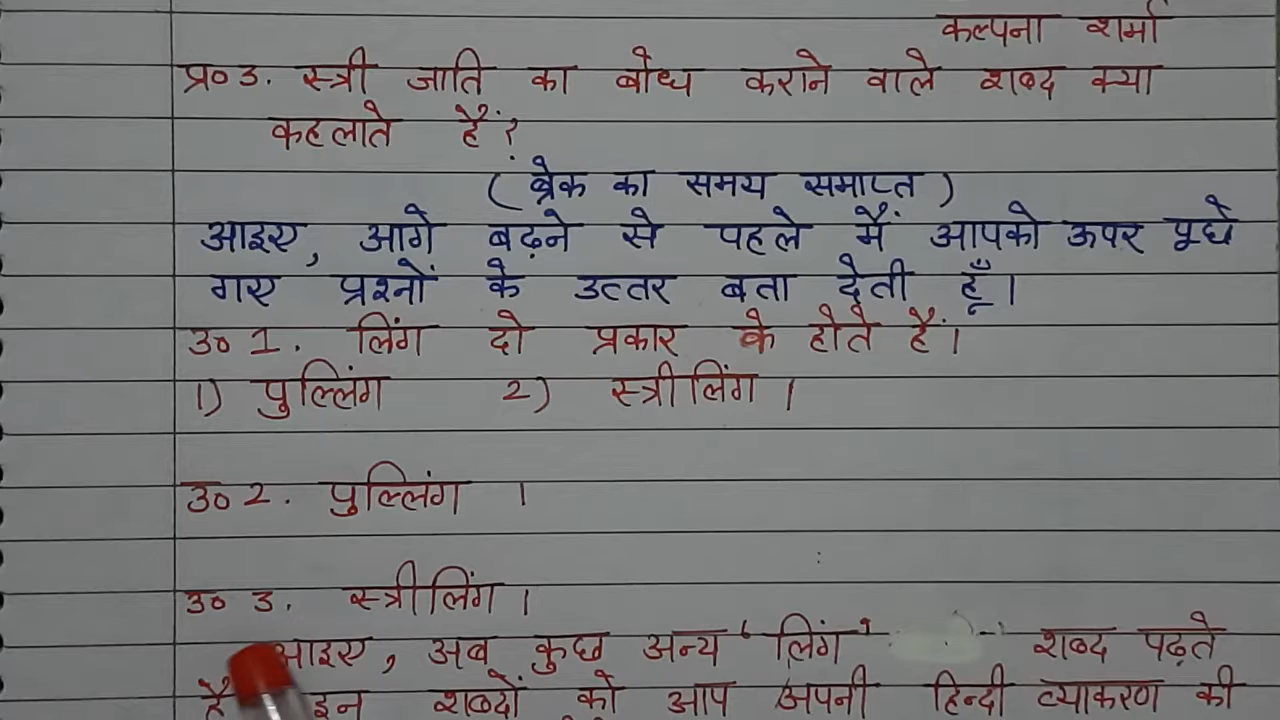 कल्पना शर्मा
प्र० 3. स्त्री जाति का बोध कराने वाले शब्द क्या
कहलाते हैं?
( ब्रेक का समय समाप्त )
आइए, आगे बढ़ने से पहले मैं आपको ऊपर पूछे
गए प्रश्नों के उत्तर बता देती हूँ।
उ० 1. लिंग दो प्रकार के होते हैं।
1) पुल्लिंग 2) स्त्रीलिंग।
उ० 2. पुल्लिंग ।
उ० 3. स्त्रीलिंग।
आइए, अब कुछ अन्य 'लिंग' शब्द पढ़ते
इन शब्दों को आप अपनी हिन्दी व्याकरण की